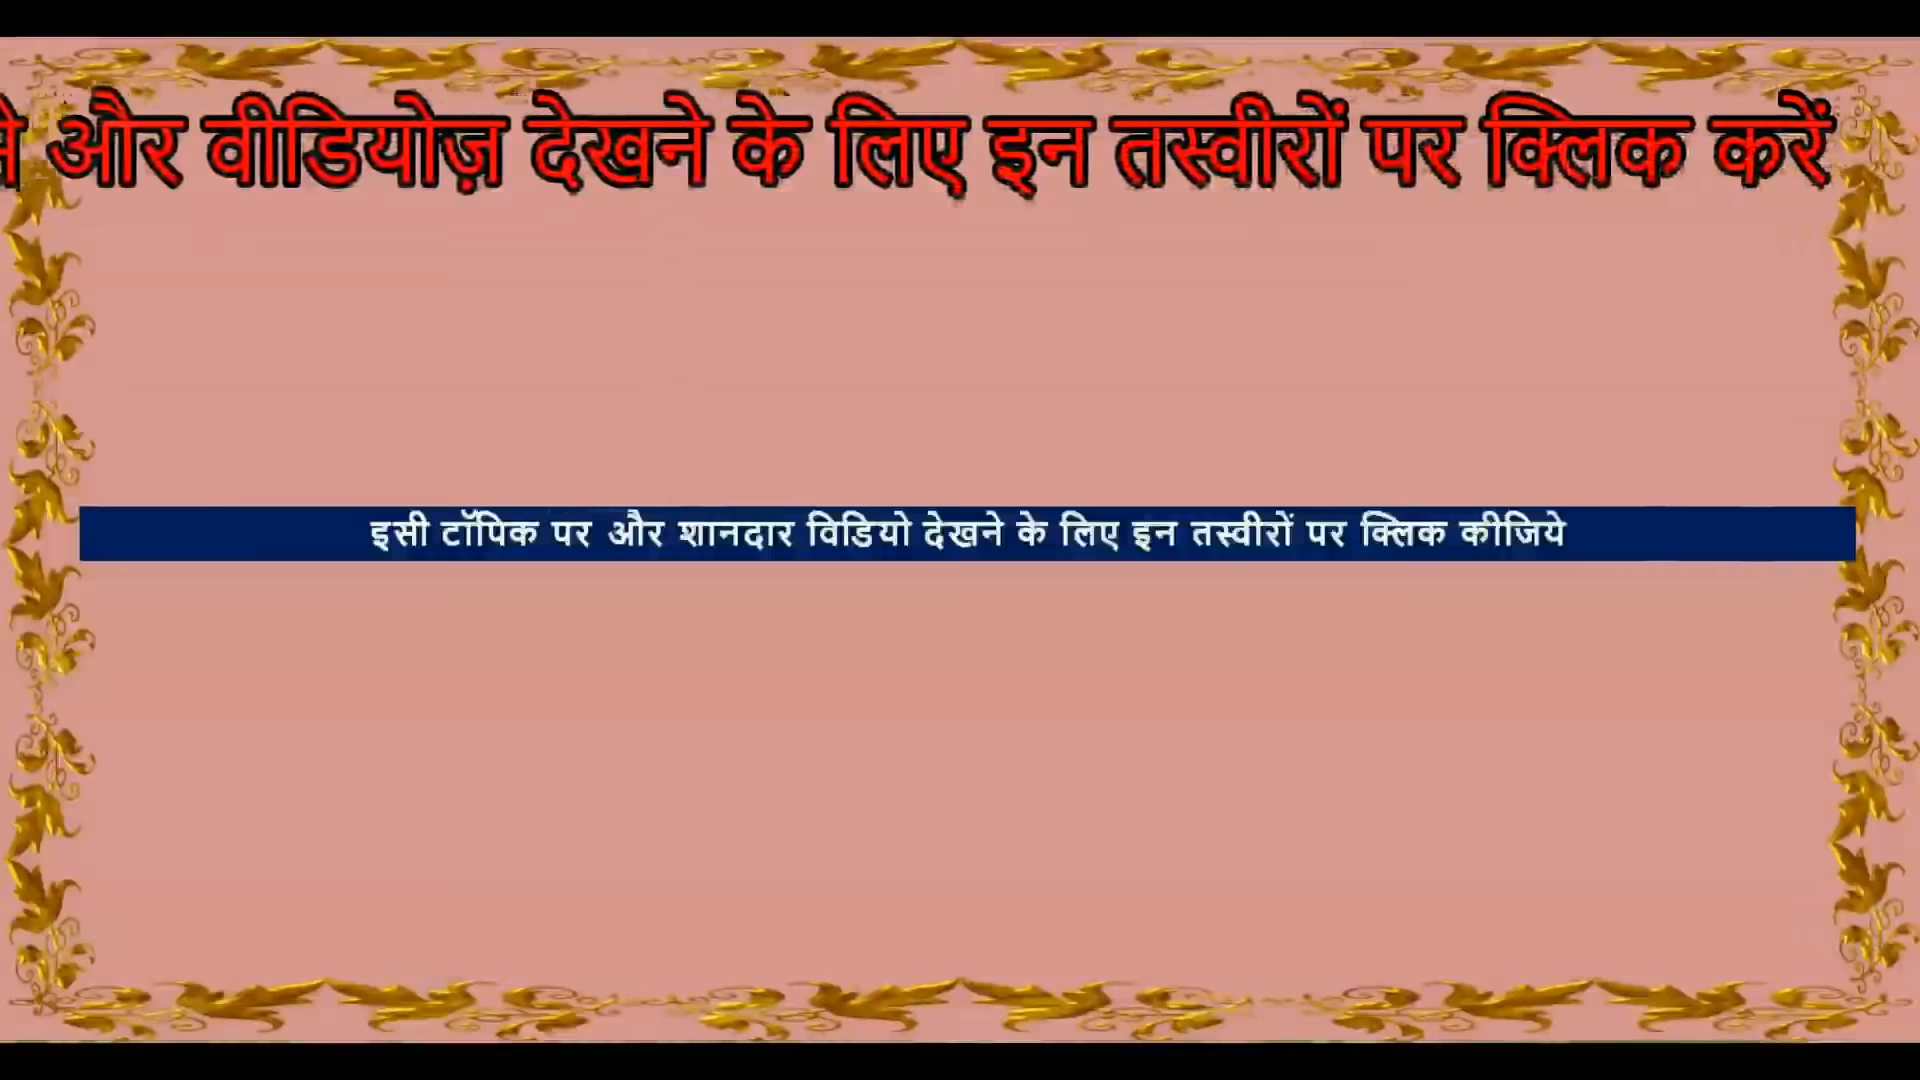 और वीडियोज़ देखने के लिए इन तस्वीरों पर क्लिक करें
इसी टॉपिक पर और शानदार विडियो देखने के लिए इन तस्वीरों पर क्लिक कीजिये